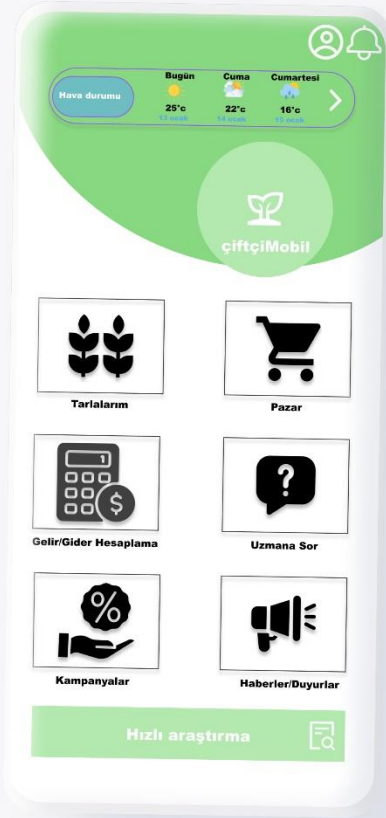 Hava durumu
Bugün Cuma Cumartesi
25°c 22°c 16°c
13 ocak 14 ocak 15 ocak
çiftçiMobil
Tarlalarım
Pazar
1
$
Gelir/Gider Hesaplama
?
Uzmana Sor
%
Kampanyalar
Haberler/Duyurlar
Hızlı araştırma